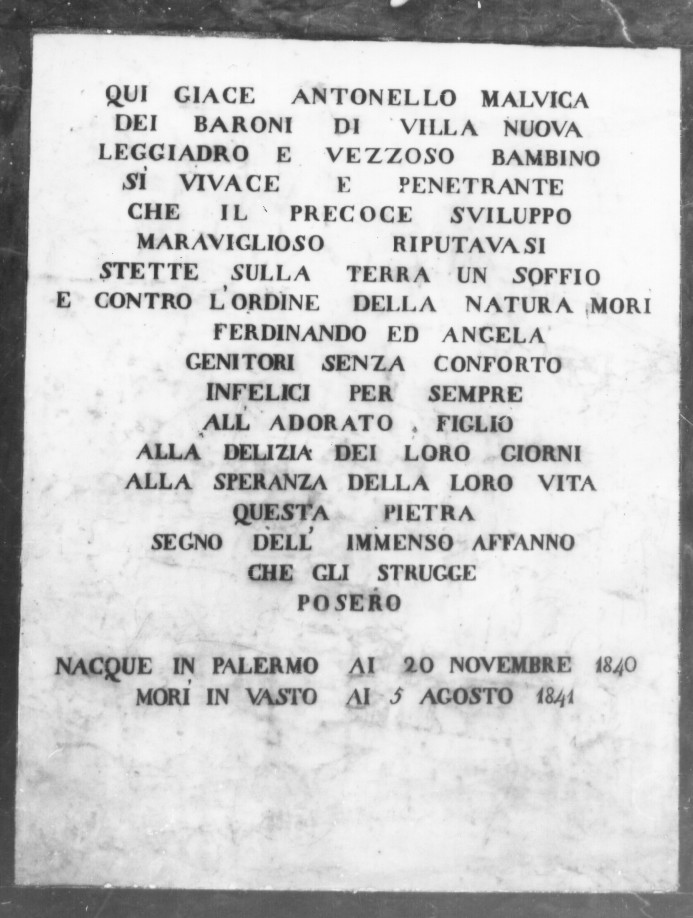 QUI GIACE ANTONELLO MALVICA
DEI BARONI DI VILLA NUOVA
LEGGIADRO E VEZZOSO BAMBINO
SÌ VIVACE E PENETRANTE
CHE IL PRECOCE SVILUPPO
MARAVIGLIOSO RIPUTAVASI
STETTE SULLA TERRA UN SOFFIO
E CONTRO L'ORDINE DELLA NATURA MORI
FERDINANDO ED ANGELA
GENITORI SENZA CONFORTO
INFELICI PER SEMPRE
ALL' ADORATO FIGLIO
ALLA DELIZIA DEI LORO GIORNI
ALLA SPERANZA DELLA LORO VITA
QUESTA PIETRA
SEGNO DELL' IMMENSO AFFANNO
CHE GLI STRUGGE
POSERO
NACQUE IN PALERMO AI 20 NOVEMBRE 1840
MORÍ IN VASTO AI 5 AGOSTO 1841